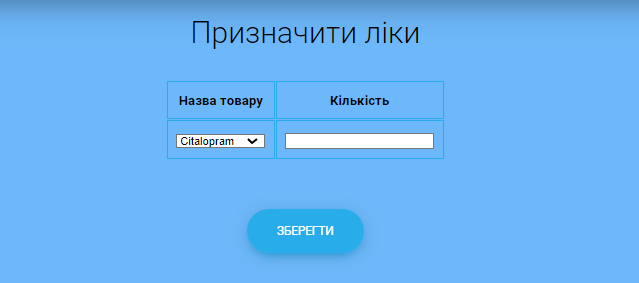 Призначити ліки
Назва товару Кількість
Citalopram
ЗБЕРЕГТИ